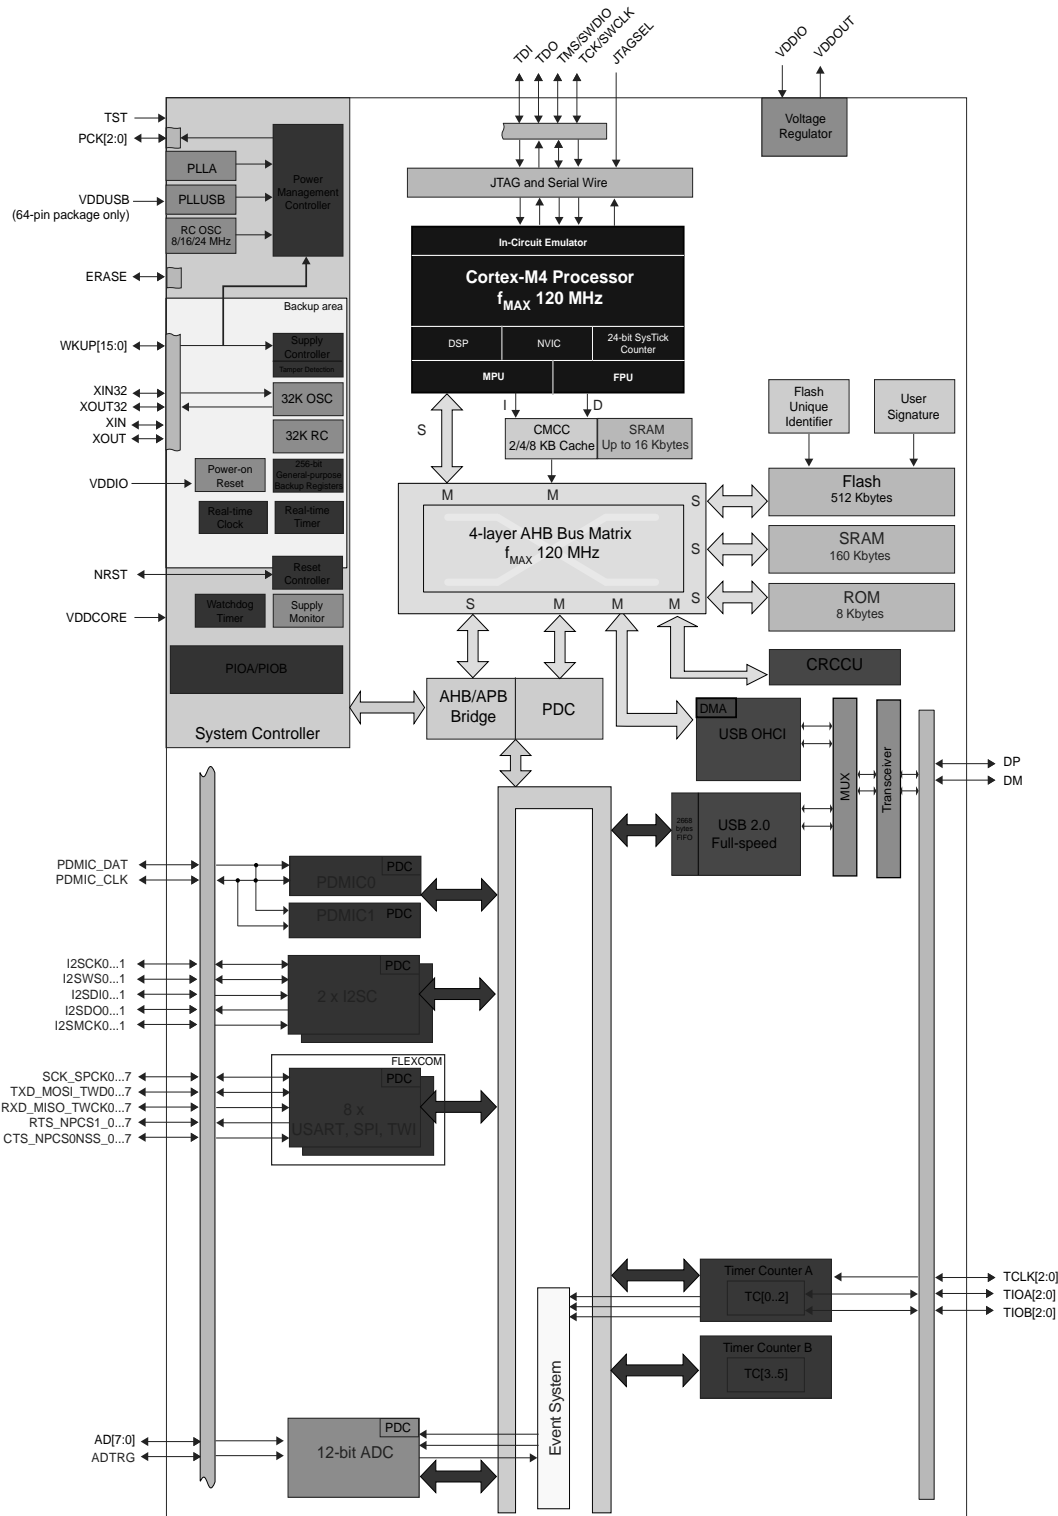 TDI
TDO
TMS/SWDIO
TCK/SWCLK
JTAGSEL
VDDIO
VDDOUT
TST
PCK[2:0]
VDDUSB
(64-pin package only)
ERASE
WKUP[15:0]
XIN32
XOUT32
XIN
XOUT
VDDIO
NRST
VDDCORE
PLLA
PLLUSB
RC OSC
8/16/24 MHz
Power
Management
Controller
Backup area
Supply
Controller
Tamper Detection
32K OSC
32K RC
Power-on
Reset
256-bit
General-purpose
Backup Registers
Real-time
Clock
Real-time
Timer
Reset
Controller
Watchdog
Timer
Supply
Monitor
PIOA/PIOB
System Controller
Voltage
Regulator
JTAG and Serial Wire
In-Circuit Emulator
Cortex-M4 Processor
fMAX 120 MHz
DSP
NVIC
24-bit SysTick
Counter
MPU
FPU
S
I
D
CMCC
2/4/8 KB Cache
SRAM
Up to 16 Kbytes
Flash
Unique
Identifier
User
Signature
M
M
S
Flash
512 Kbytes
4-layer AHB Bus Matrix
fMAX 120 MHz
S
SRAM
160 Kbytes
S
ROM
8 Kbytes
S
M
M
M
CRCCU
AHB/APB
Bridge
PDC
DMA
USB OHCI
MUX
Transceiver
DP
DM
2668
bytes
FIFO
USB 2.0
Full-speed
PDMIC_DAT
PDMIC_CLK
PDC
PDMIC0
PDMIC1
PDC
I2SCK0...1
I2SWS0...1
I2SDI0...1
I2SDO0...1
I2SMCK0...1
PDC
2 x I2SC
FLEXCOM
SCK_SPCK0...7
TXD_MOSI_TWD0...7
RXD_MISO_TWCK0...7
RTS_NPCS1_0...7
CTS_NPCS0NSS_0...7
PDC
8 x
USART, SPI, TWI
Timer Counter A
TC[0..2]
TCLK[2:0]
TIOA[2:0]
TIOB[2:0]
Timer Counter B
TC[3..5]
Event System
AD[7:0]
ADTRG
PDC
12-bit ADC